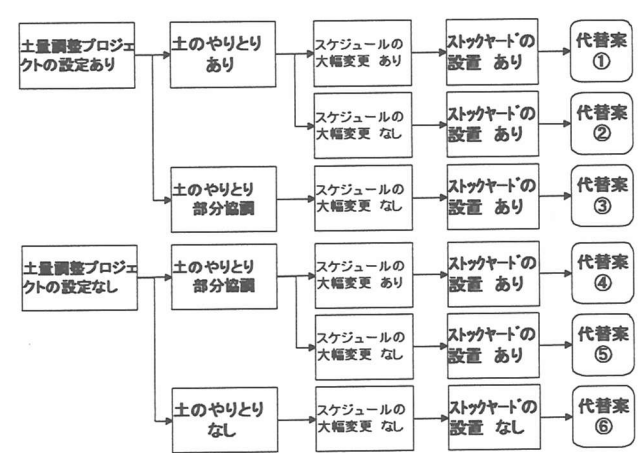 土量調整プロジェ
クトの設定あり
土のやりとり
あり
スケジュールの
大幅変更 あり
ストックヤードの
設置 あり
代替案
①
スケジュールの
大幅変更 なし
ストックヤードの
設置 あり
代替案
②
土のやりとり
部分協調
スケジュールの
大幅変更 なし
ストックヤードの
設置 あり
代替案
③
土量調整プロジェ
クトの設定なし
土のやりとり
部分協調
スケジュールの
大幅変更 あり
ストックヤードの
設置 あり
代替案
④
スケジュールの
大幅変更 なし
ストックヤードの
設置 あり
代替案
⑤
土のやりとり
なし
スケジュールの
大幅変更 なし
ストックヤードの
設置 なし
代替案
⑥